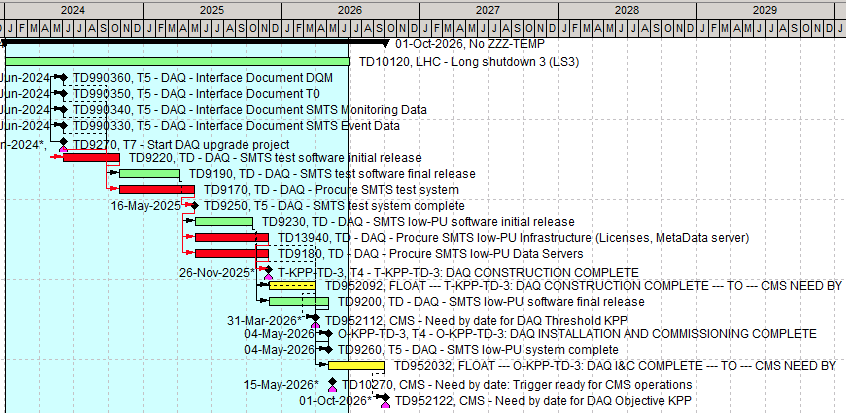 2024 2025 2026 2027 2028 2029
J F M A M J J A S O N D J F M A M J J A S O N D J F M A M J J A S O N D J F M A M J J A S O N D J F M A M J J A S O N D J F M A M J J A S O N D J
01-Oct-2026, No ZZZ-TEMP
TD10120, LHC - Long shutdown 3 (LS3)
Jun-2024 TD990360, T5 - DAQ - Interface Document DQM
Jun-2024 TD990350, T5 - DAQ - Interface Document T0
Jun-2024 TD990340, T5 - DAQ - Interface Document SMTS Monitoring Data
Jun-2024 TD990330, T5 - DAQ - Interface Document SMTS Event Data
n-2024*, TD9270, T7 - Start DAQ upgrade project
TD9220, TD - DAQ - SMTS test software initial release
TD9190, TD - DAQ - SMTS test software final release
TD9170, TD - DAQ - Procure SMTS test system
16-May-2025 TD9250, T5 - DAQ - SMTS test system complete
TD9230, TD - DAQ - SMTS low-PU software initial release
TD13940, TD - DAQ - Procure SMTS low-PU Infrastructure (Licenses, MetaData server)
TD9180, TD - DAQ - Procure SMTS low-PU Data Servers
26-Nov-2025* T-KPP-TD-3, T4 - T-KPP-TD-3: DAQ CONSTRUCTION COMPLETE
TD952092, FLOAT --- T-KPP-TD-3: DAQ CONSTRUCTION COMPLETE --- TO --- CMS NEED BY
TD9200, TD - DAQ - SMTS low-PU software final release
31-Mar-2026* TD952112, CMS - Need by date for DAQ Threshold KPP
04-May-2026 O-KPP-TD-3, T4 - O-KPP-TD-3: DAQ INSTALLATION AND COMMISSIONING COMPLETE
04-May-2026 TD9260, T5 - DAQ - SMTS low-PU system complete
TD952032, FLOAT --- O-KPP-TD-3: DAQ I&C COMPLETE --- TO --- CMS NEED BY
15-May-2026* TD10270, CMS - Need by date: Trigger ready for CMS operations
01-Oct-2026* TD952122, CMS - Need by date for DAQ Objective KPP